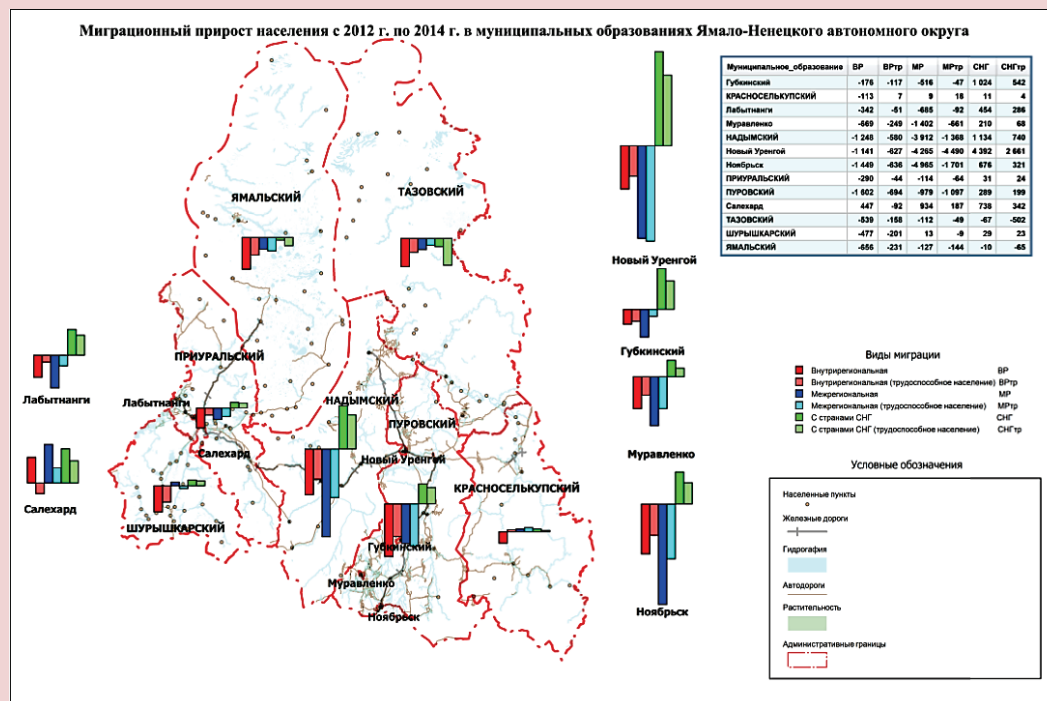 Миграционный прирост населения с 2012 г. по 2014 г. в муниципальных образованиях Ямало-Ненецкого автономного округа
Муниципальное_образование ВР ВРтр МР МРтр СНГ СНГтр
Губкинский -176 -117 -516 -47 1 024 542
КРАСНОСЕЛЬКУПСКИЙ -113 7 9 18 11 4
Лабытнанги -342 -51 -685 -92 454 286
Муравленко -669 -249 -1 402 -661 210 68
НАДЫМСКИЙ -1 248 -580 -3 912 -1 368 1 134 740
Новый Уренгой -1 141 -627 -4 265 -4 490 4 392 2 661
Ноябрьск -1 449 -636 -4 965 -1 701 676 321
ПРИУРАЛЬСКИЙ -290 -44 -114 -64 31 24
ПУРОВСКИЙ -1 602 -694 -979 -1 097 289 199
Салехард 447 -92 934 187 738 342
ТАЗОВСКИЙ -539 -158 -112 -49 -67 -502
ШУРЫШКАРСКИЙ -477 -201 13 -9 29 23
ЯМАЛЬСКИЙ -656 -231 -127 -144 -10 -65
ЯМАЛЬСКИЙ
ТАЗОВСКИЙ
Новый Уренгой
Губкинский
ПРИУРАЛЬСКИЙ
Лабытнанги
Лабытнанги
НАДЫМСКИЙ
ПУРОВСКИЙ
Салехард
Новый Уренгой
Муравленко
Салехард
КРАСНОСЕЛЬКУПСКИЙ
ШУРЫШКАРСКИЙ
Губкинский
Муравленко
Ноябрьск
Ноябрьск
Виды миграции
Внутрирегиональная ВР
Внутрирегиональная (трудоспособное население) ВРтр
Межрегиональная МР
Межрегиональная (трудоспособное население) МРтр
С странами СНГ СНГ
С странами СНГ (трудоспособное население) СНГтр
Условные обозначения
Населенные пункты
Железные дороги
Гидрогафия
Автодороги
Растительность
Административные границы